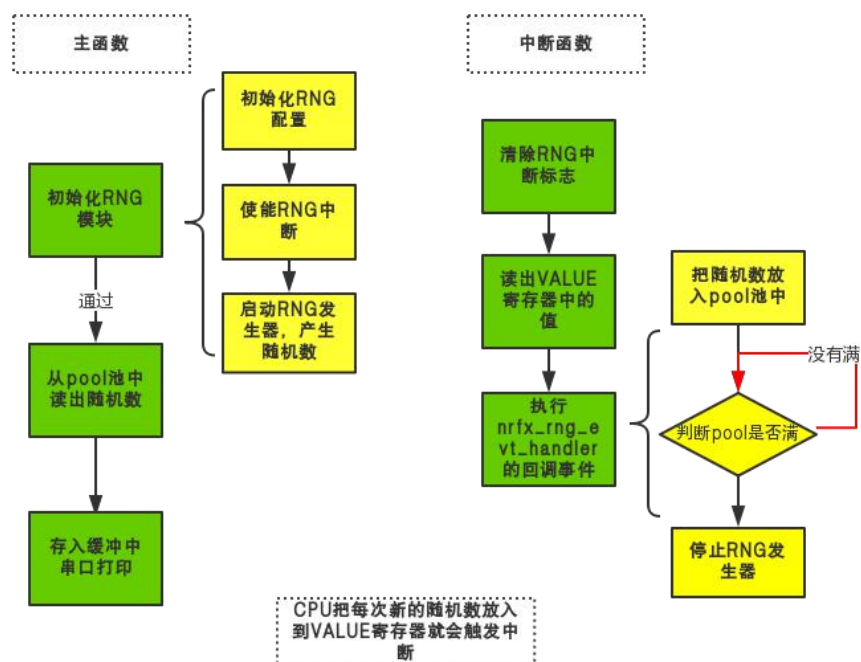 主函数
初始化RNG
模块
通过
从pool池中
读出随机数
存入缓冲中
串口打印
初始化RNG
配置
使能RNG中
断
启动RNG发
生器，产生
随机数
中断函数
清除RNG中
断标志
读出VALUE
寄存器中的
值
执行
nrfx_rng_e
vt_handler
的回调事件
把随机数放
入pool池中
没有满
判断pool是否满
停止RNG发
生器
CPU把每次新的随机数放入
到VALUE寄存器就会触发中
断